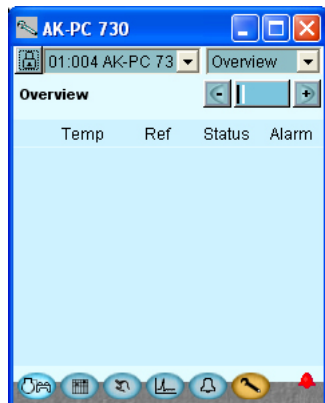 AK-PC 730
01:004 AK-PC 73 Overview
Overview
Temp Ref Status Alarm